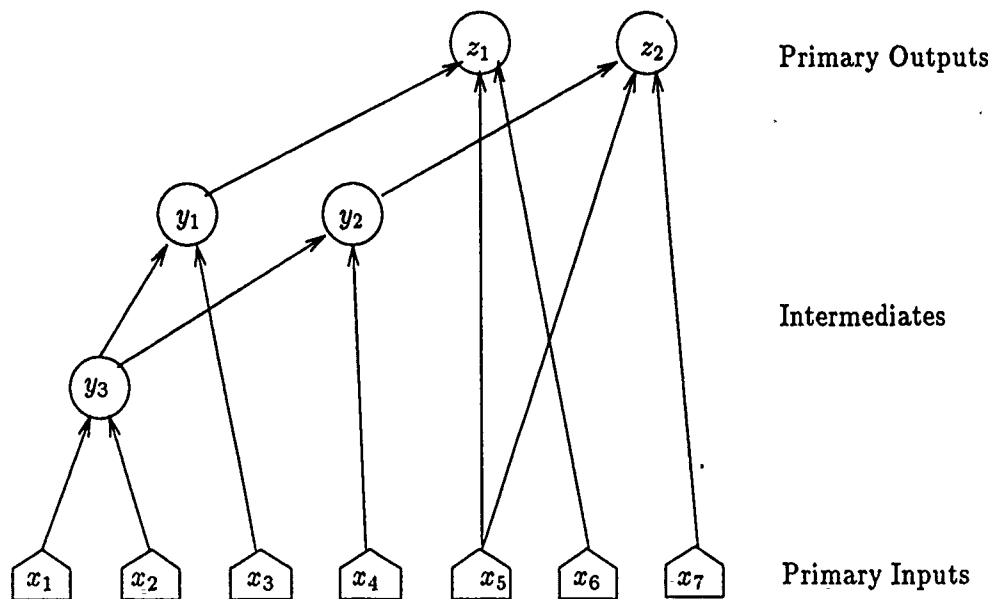 z₁ z₂ Primary Outputs
y₁ y₂
Intermediates
y₃
x₁ x₂ x₃ x₄ x₅ x₆ x₇ Primary Inputs